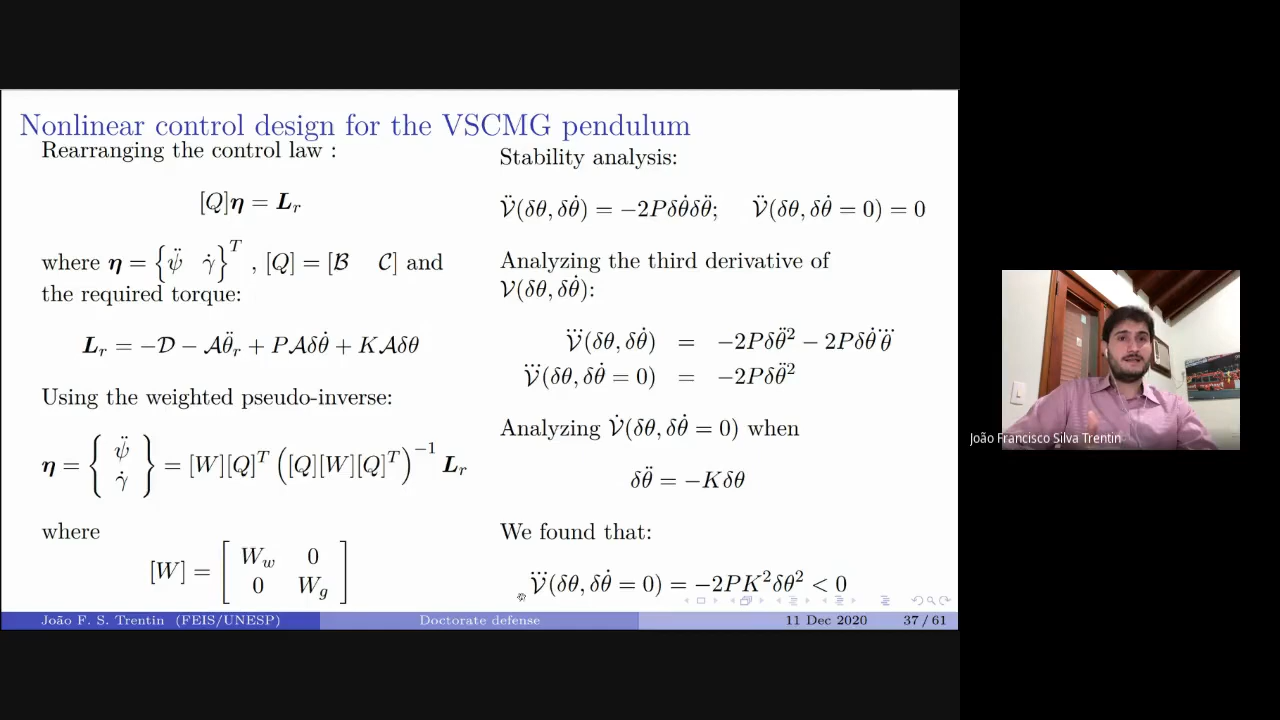 Nonlinear control design for the VSCMG pendulum
Rearranging the control law :
[Q]η = L_r
where η = {ψ̈ γ̇}^T , [Q] = [ℬ 𝒞] and
the required torque:
L_r = −𝒟 − 𝒜θ̈_r + P𝒜δθ̇ + K𝒜δθ
Using the weighted pseudo-inverse:
η = { ψ̈ γ̇ } = [W][Q]^T ([Q][W][Q]^T)^−1 L_r
where
[W] = [ W_w 0
0 W_g ]
Stability analysis:
𝒱̈(δθ, δθ̇) = −2Pδθ̇δθ̈; 𝒱̈(δθ, δθ̇ = 0) = 0
Analyzing the third derivative of
𝒱(δθ, δθ̇):
𝒱⃛(δθ, δθ̇) = −2Pδθ̈² − 2Pδθ̇θ⃛
𝒱⃛(δθ, δθ̇ = 0) = −2Pδθ̈²
Analyzing 𝒱̇(δθ, δθ̇ = 0) when
δθ̈ = −Kδθ
We found that:
𝒱⃛(δθ, δθ̇ = 0) = −2PK²δθ² < 0
João F. S. Trentin (FEIS/UNESP) Doctorate defense 11 Dec 2020 37 / 61
João Francisco Silva Trentin